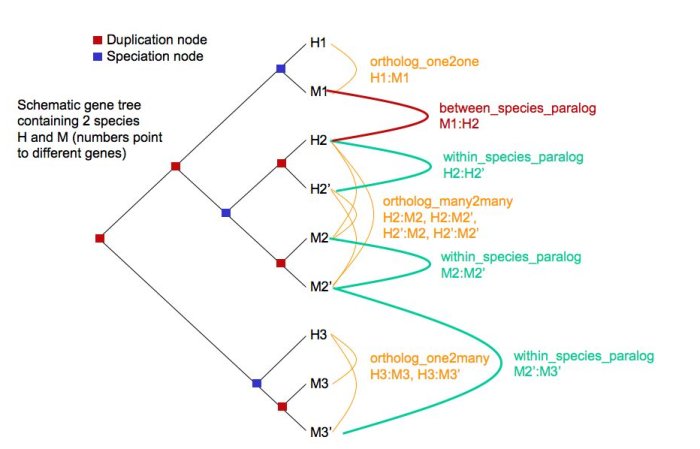 Duplication node
Speciation node
Schematic gene tree
containing 2 species
H and M (numbers point
to different genes)
H1
M1
H2
H2’
M2
M2’
H3
M3
M3’
ortholog_one2one
H1:M1
between_species_paralog
M1:H2
within_species_paralog
H2:H2’
ortholog_many2many
H2:M2, H2:M2’,
H2’:M2, H2’:M2’
within_species_paralog
M2:M2’
ortholog_one2many
H3:M3, H3:M3’
within_species_paralog
M2’:M3’